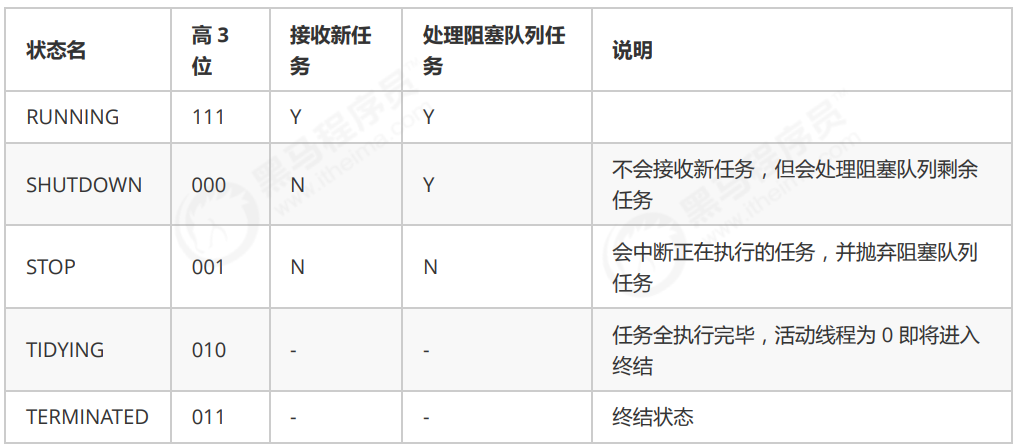 状态名 高 3 位 接收新任务 处理阻塞队列任务 说明
RUNNING 111 Y Y
SHUTDOWN 000 N Y 不会接收新任务，但会处理阻塞队列剩余任务
STOP 001 N N 会中断正在执行的任务，并抛弃阻塞队列任务
TIDYING 010 - - 任务全执行完毕，活动线程为 0 即将进入终结
TERMINATED 011 - - 终结状态
黑马程序员
www.itheima.com
黑马程序员
www.itheima.com